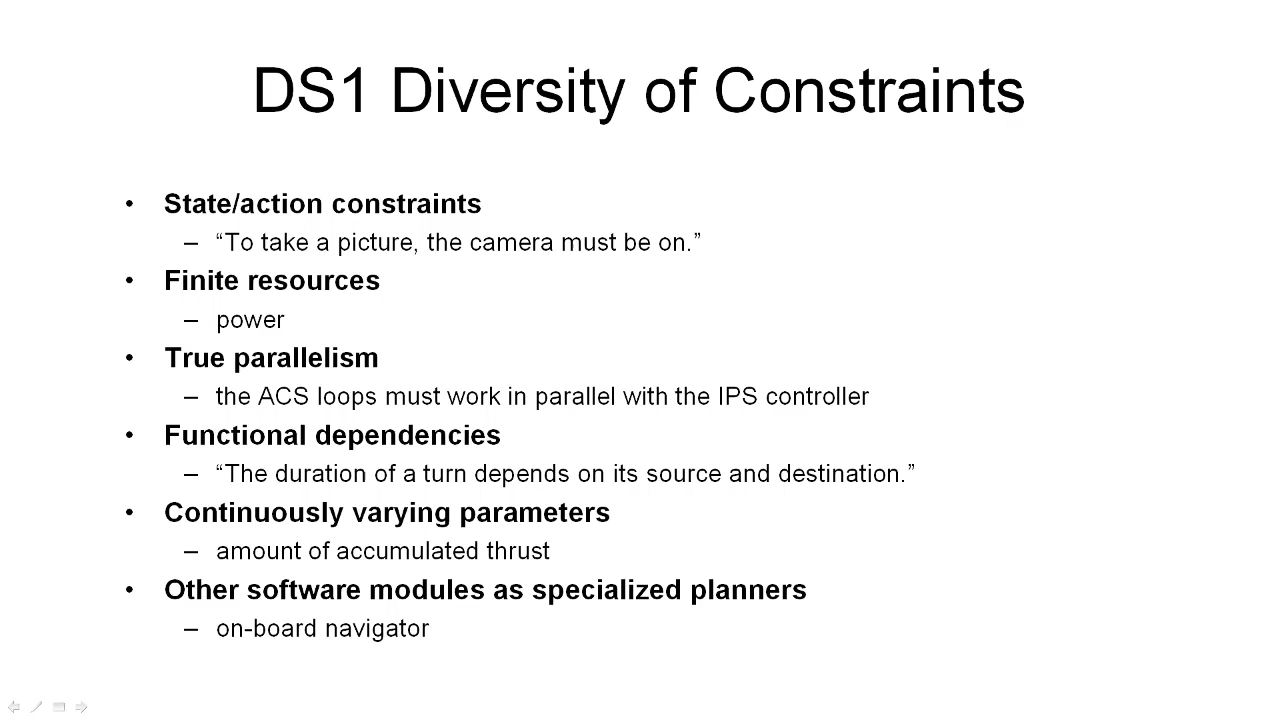 DS1 Diversity of Constraints
• State/action constraints
– “To take a picture, the camera must be on.”
• Finite resources
– power
• True parallelism
– the ACS loops must work in parallel with the IPS controller
• Functional dependencies
– “The duration of a turn depends on its source and destination.”
• Continuously varying parameters
– amount of accumulated thrust
• Other software modules as specialized planners
– on-board navigator